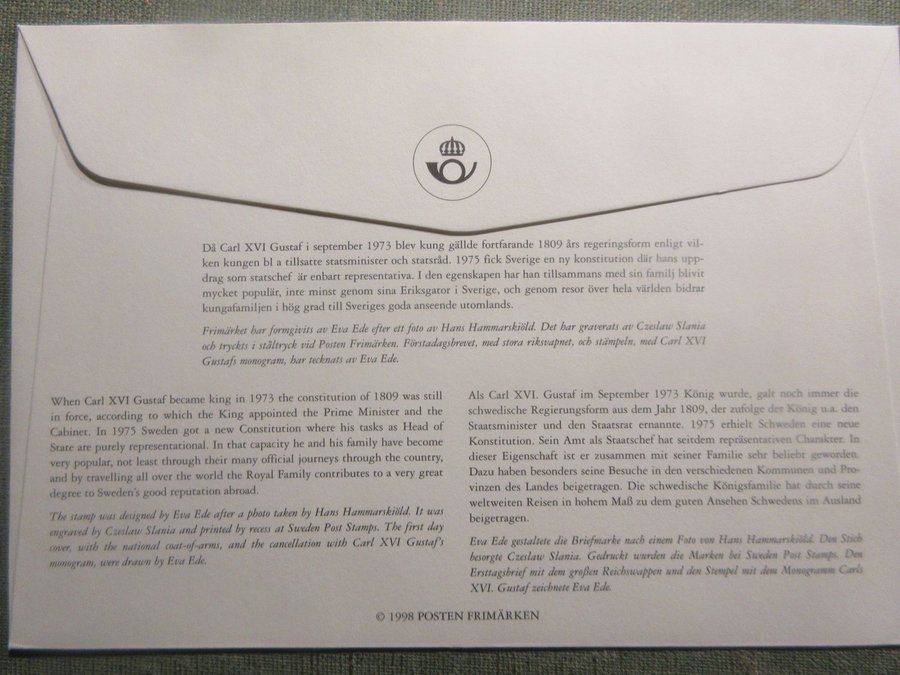 Då Carl XVI Gustaf i september 1973 blev kung gällde fortfarande 1809 års regeringsform enligt vil-
ken kungen bl a tillsatte statsminister och statsråd. 1975 fick Sverige en ny konstitution där hans upp-
drag som statschef är enbart representativa. I den egenskapen har han tillsammans med sin familj blivit
mycket populär, inte minst genom sina Eriksgator i Sverige, och genom resor över hela världen bidrar
kungafamiljen i hög grad till Sveriges goda anseende utomlands.
Frimärket har formgivits av Eva Ede efter ett foto av Hans Hammarskiöld. Det har graverats av Czeslaw Slania
och tryckts i ståltryck vid Posten Frimärken. Förstadagsbrevet, med stora riksvapnet, och stämpeln, med Carl XVI
Gustafs monogram, har tecknats av Eva Ede.
When Carl XVI Gustaf became king in 1973 the constitution of 1809 was still
in force, according to which the King appointed the Prime Minister and the
Cabinet. In 1975 Sweden got a new Constitution where his tasks as Head of
State are purely representational. In that capacity he and his family have become
very popular, not least through their many official journeys through the country,
and by travelling all over the world the Royal Family contributes to a very great
degree to Sweden's good reputation abroad.
The stamp was designed by Eva Ede after a photo taken by Hans Hammarskiöld. It was
engraved by Czeslaw Slania and printed by recess at Sweden Post Stamps. The first day
cover, with the national coat-of-arms, and the cancellation with Carl XVI Gustaf's
monogram, were drawn by Eva Ede.
Als Carl XVI. Gustaf im September 1973 König wurde, galt noch immer die
schwedische Regierungsform aus dem Jahr 1809, der zufolge der König u.a. den
Staatsminister und den Staatsrat ernannte. 1975 erhielt Schweden eine neue
Konstitution. Sein Amt als Staatschef hat seitdem repräsentativen Charakter. In
dieser Eigenschaft ist er zusammen mit seiner Familie sehr beliebt geworden.
Dazu haben besonders seine Besuche in den verschiedenen Kommunen und Pro-
vinzen des Landes beigetragen. Die schwedische Königsfamilie hat durch seine
weltweiten Reisen in hohem Maß zu dem guten Ansehen Schwedens im Ausland
beigetragen.
Eva Ede gestaltete die Briefmarke nach einem Foto von Hans Hammarskiöld. Den Stich
besorgte Czeslaw Slania. Gedruckt wurden die Marken bei Sweden Post Stamps. Den
Ersttagsbrief mit dem großen Reichswappen und den Stempel mit dem Monogramm Carls
XVI. Gustaf zeichnete Eva Ede.
© 1998 POSTEN FRIMÄRKEN